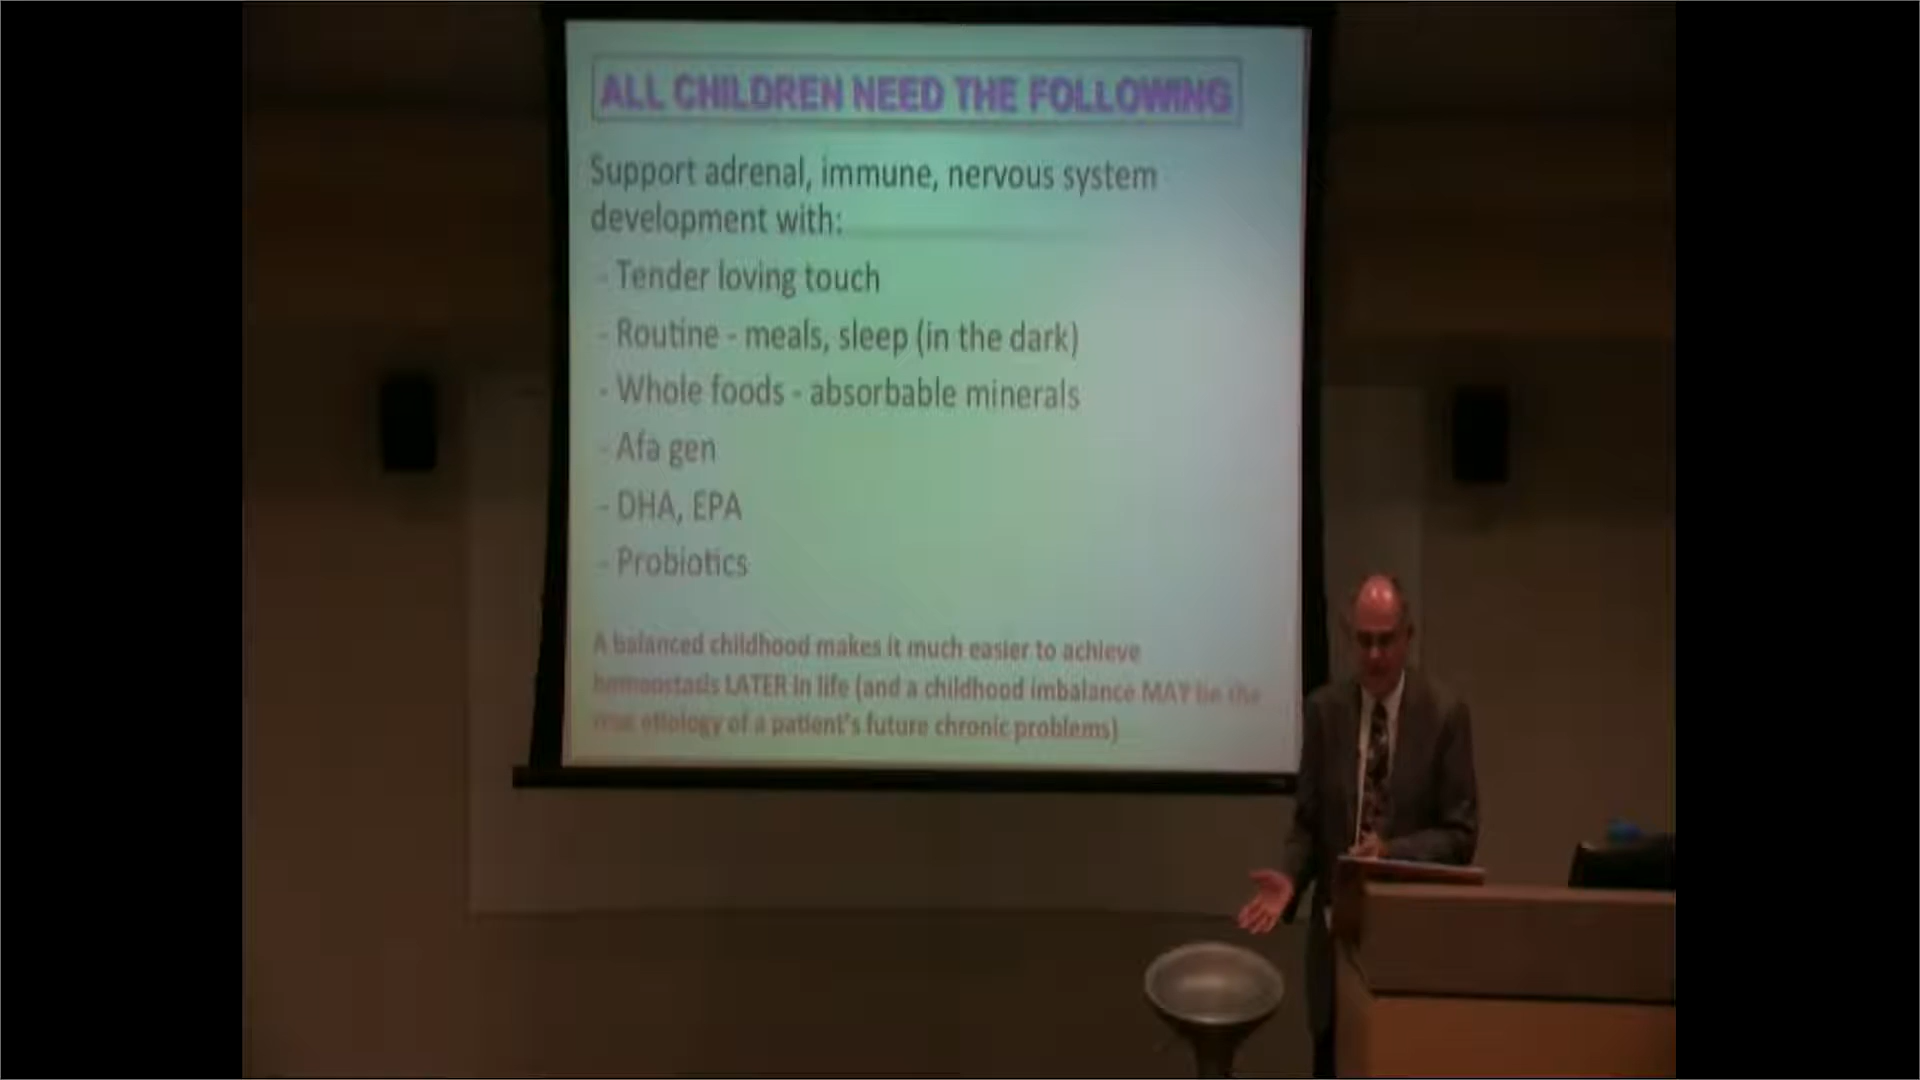 ALL CHILDREN NEED THE FOLLOWING
Support adrenal, immune, nervous system
development with:
- Tender loving touch
- Routine - meals, sleep (in the dark)
- Whole foods - absorbable minerals
- Afa gen
- DHA, EPA
- Probiotics
A balanced childhood makes it much easier to achieve
homeostasis LATER in life (and a childhood imbalance MAY be the
true etiology of a patient's future chronic problems)